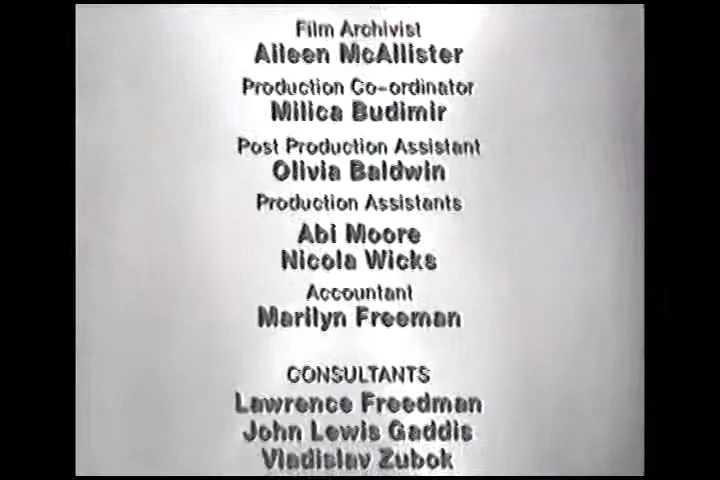 Film Archivist
Aileen McAllister
Production Co-ordinator
Milica Budimir
Post Production Assistant
Olivia Baldwin
Production Assistants
Abi Moore
Nicola Wicks
Accountant
Marilyn Freeman
CONSULTANTS
Lawrence Freedman
John Lewis Gaddis
Vladislav Zubok